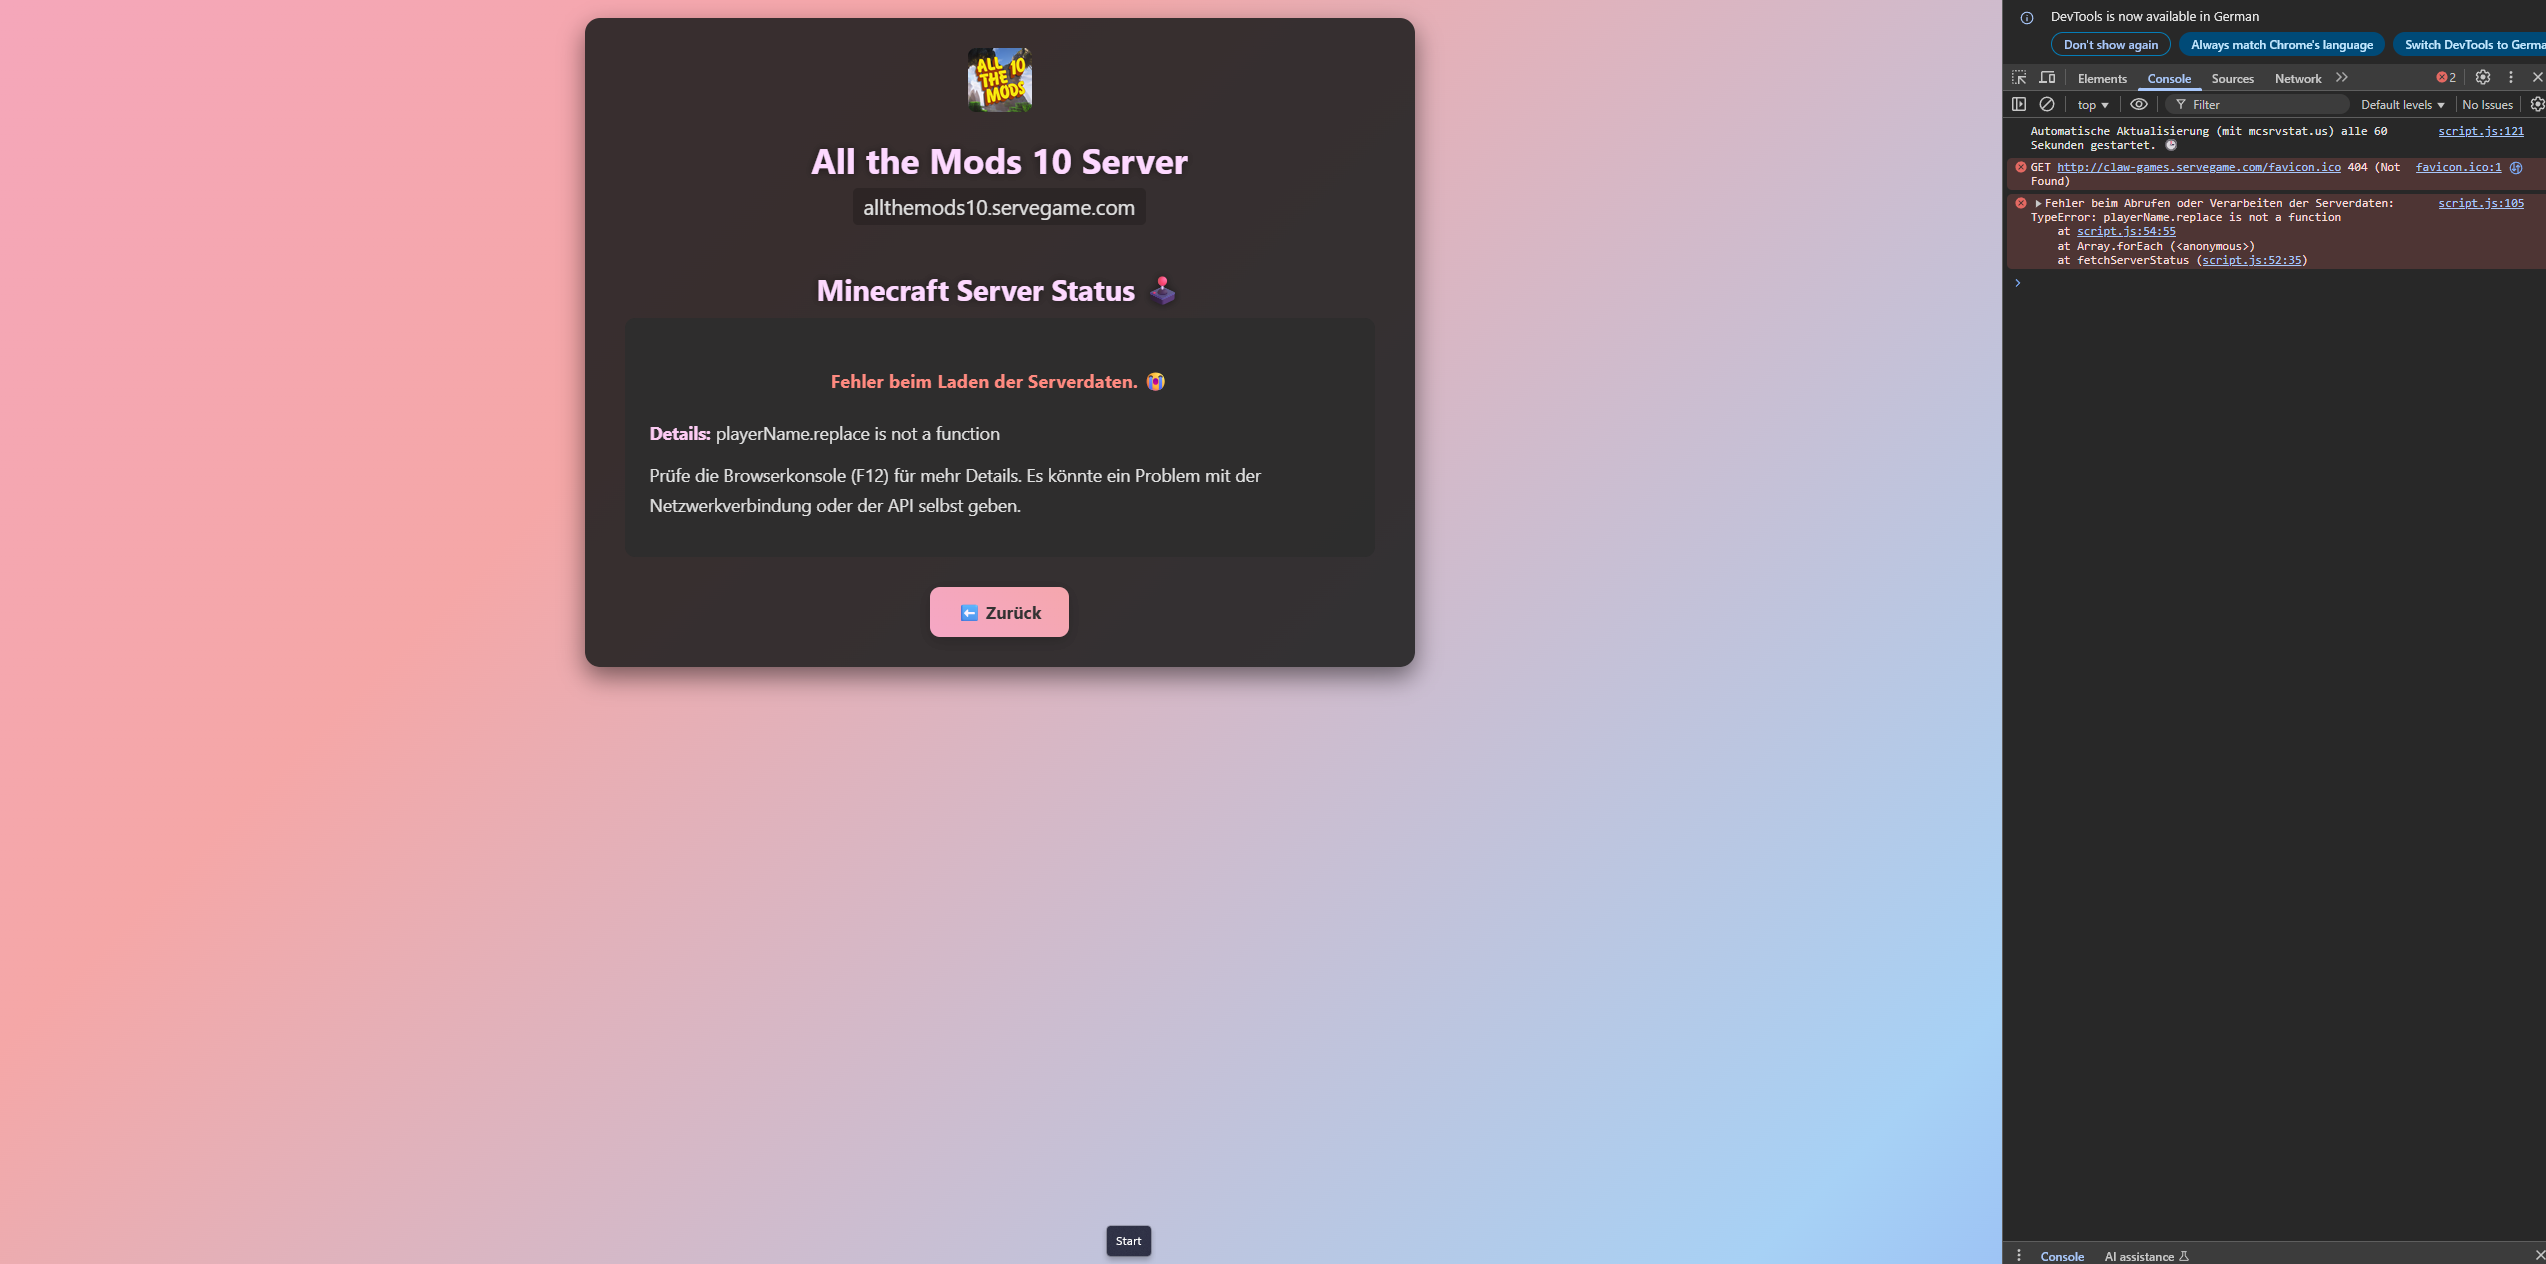 ALL
THE 10
MODS
All the Mods 10 Server
allthemods10.servegame.com
Minecraft Server Status 🕹️
Fehler beim Laden der Serverdaten. 😭
Details: playerName.replace is not a function
Prüfe die Browserkonsole (F12) für mehr Details. Es könnte ein Problem mit der
Netzwerkverbindung oder der API selbst geben.
⬅️ Zurück
Start
DevTools is now available in German
Don't show again Always match Chrome's language Switch DevTools to Germa
Elements Console Sources Network 2
top Filter Default levels No Issues
Automatische Aktualisierung (mit mcsrvstat.us) alle 60 script.js:121
Sekunden gestartet. 🕒
GET http://claw-games.servegame.com/favicon.ico 404 (Not favicon.ico:1
Found)
Fehler beim Abrufen oder Verarbeiten der Serverdaten: script.js:105
TypeError: playerName.replace is not a function
at script.js:54:55
at Array.forEach (<anonymous>)
at fetchServerStatus (script.js:52:35)
Console AI assistance